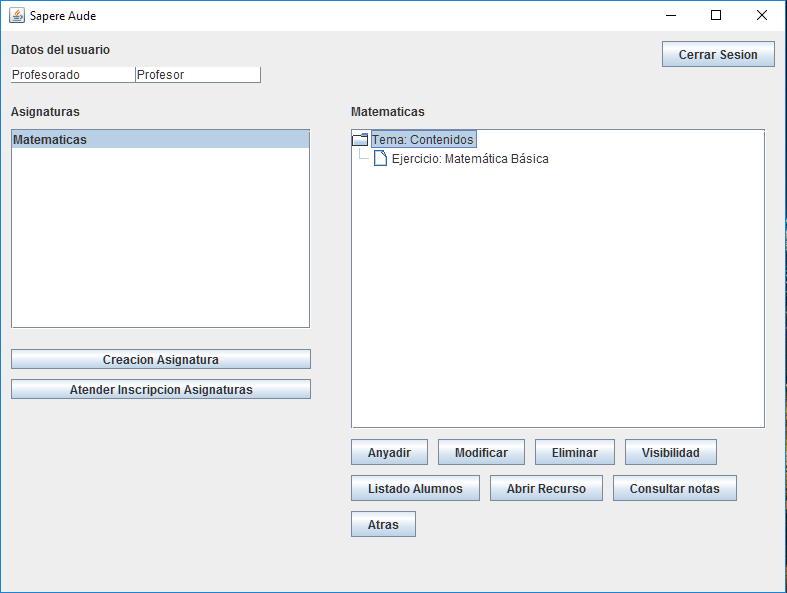 Sapere Aude
Datos del usuario
Cerrar Sesion
Profesorado Profesor
Asignaturas
Matematicas
Creacion Asignatura
Atender Inscripcion Asignaturas
Matematicas
Tema: Contenidos
Ejercicio: Matemática Básica
Anyadir Modificar Eliminar Visibilidad
Listado Alumnos Abrir Recurso Consultar notas
Atras